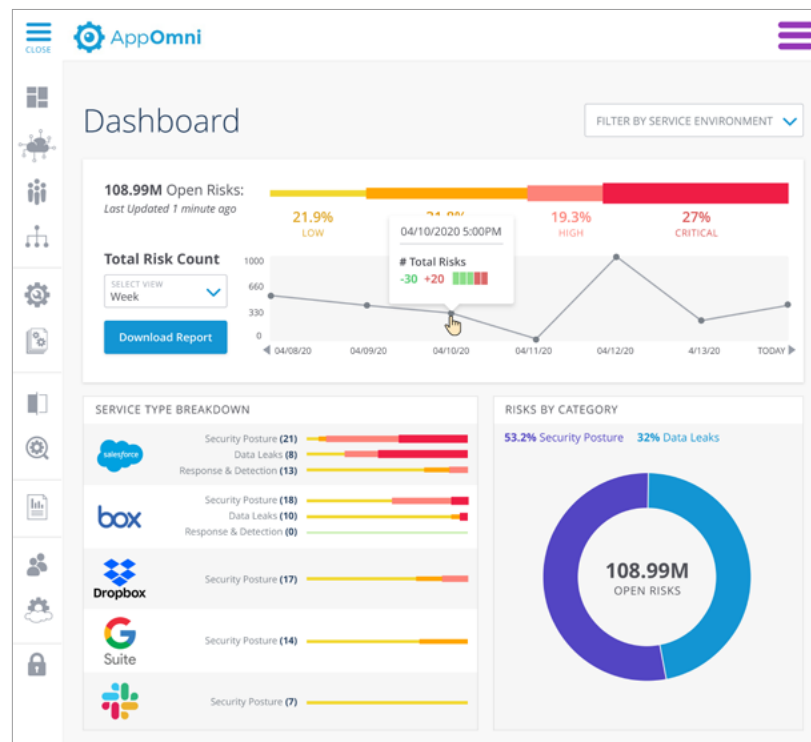 CLOSE
AppOmni
Dashboard
FILTER BY SERVICE ENVIRONMENT
108.99M Open Risks:
Last Updated 1 minute ago
21.9%
LOW
19.3%
HIGH
27%
CRITICAL
04/10/2020 5:00PM
# Total Risks
-30 +20
Total Risk Count
SELECT VIEW
Week
Download Report
1000
660
330
0
04/08/20
04/09/20
04/10/20
04/11/20
04/12/20
4/13/20
TODAY
SERVICE TYPE BREAKDOWN
salesforce
Security Posture (21)
Data Leaks (8)
Response & Detection (13)
box
Security Posture (18)
Data Leaks (10)
Response & Detection (0)
Dropbox
Security Posture (17)
G
Suite
Security Posture (14)
Security Posture (7)
RISKS BY CATEGORY
53.2% Security Posture 32% Data Leaks
108.99M
OPEN RISKS